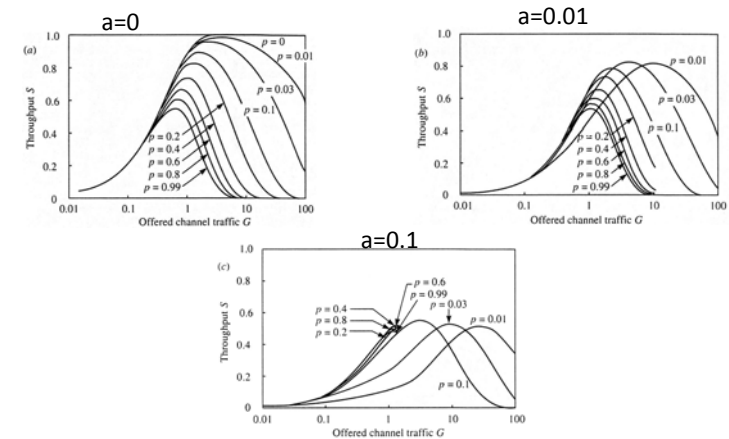 a=0
a=0.01
(a)
1.0
0.8
0.6
0.4
0.2
0
Throughput S
p = 0
p = 0.01
p = 0.03
p = 0.1
p = 0.2
p = 0.4
p = 0.6
p = 0.8
p = 0.99
0.01
0.1
1
10
100
Offered channel traffic G
(b)
1.0
0.8
0.6
0.4
0.2
0
Throughput S
p = 0.01
p = 0.03
p = 0.1
p = 0.2
p = 0.4
p = 0.6
p = 0.8
p = 0.99
0.01
0.1
1
10
100
Offered channel traffic G
a=0.1
(c)
1.0
0.8
0.6
0.4
0.2
0
Throughput S
p = 0.6
p = 0.99
p = 0.03
p = 0.4
p = 0.8
p = 0.2
p = 0.01
p = 0.1
0.01
0.1
1
10
100
Offered channel traffic G